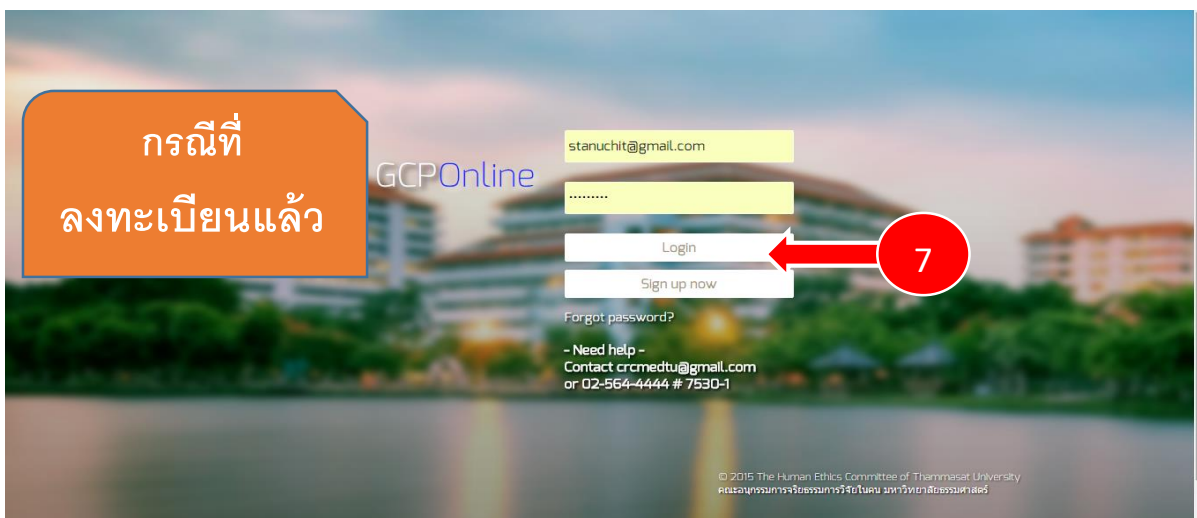 กรณีที่
ลงทะเบียนแล้ว
GCPOnline
stanuchit@gmail.com
•••••••••
Login
7
Sign up now
Forgot password?
- Need help -
Contact crcmedtu@gmail.com
or 02-564-4444 # 7530-1
© 2015 The Human Ethics Committee of Thammasat University
คณะอนุกรรมการจริยธรรมการวิจัยในคน มหาวิทยาลัยธรรมศาสตร์